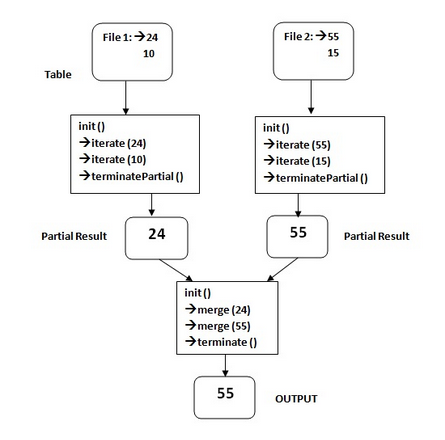 File 1: →24
10
File 2: →55
15
Table
init ()
→iterate (24)
→iterate (10)
→terminatePartial ()
init ()
→iterate (55)
→iterate (15)
→terminatePartial ()
Partial Result
24
55
Partial Result
init ()
→merge (24)
→merge (55)
→terminate ()
55
OUTPUT